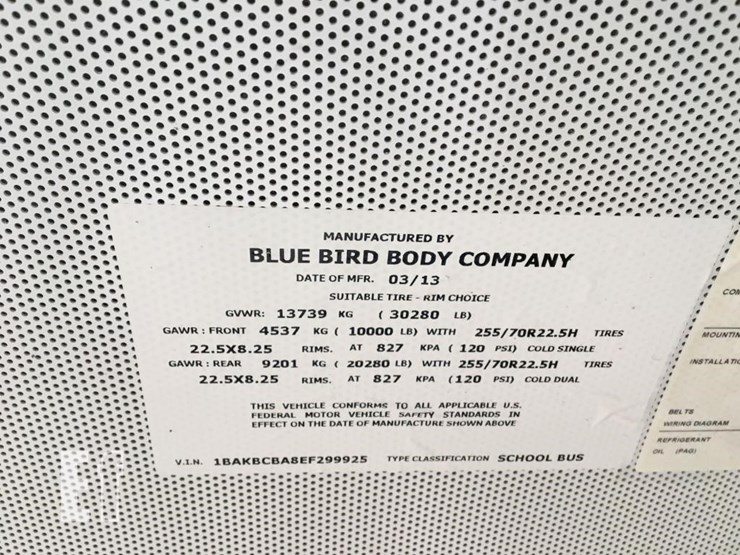 MANUFACTURED BY
BLUE BIRD BODY COMPANY
DATE OF MFR. 03/13
SUITABLE TIRE - RIM CHOICE
GVWR: 13739 KG ( 30280 LB)
GAWR : FRONT 4537 KG ( 10000 LB) WITH 255/70R22.5H TIRES
22.5X8.25 RIMS. AT 827 KPA ( 120 PSI) COLD SINGLE
GAWR : REAR 9201 KG ( 20280 LB) WITH 255/70R22.5H TIRES
22.5X8.25 RIMS. AT 827 KPA (120 PSI) COLD DUAL
THIS VEHICLE CONFORMS TO ALL APPLICABLE U.S.
FEDERAL MOTOR VEHICLE SAFETY STANDARDS IN
EFFECT ON THE DATE OF MANUFACTURE SHOWN ABOVE
V.I.N. 1BAKBCBA8EF299925 TYPE CLASSIFICATION SCHOOL BUS
BELTS
WIRING DIAGRAM
REFRIGERANT
OIL (PAG)